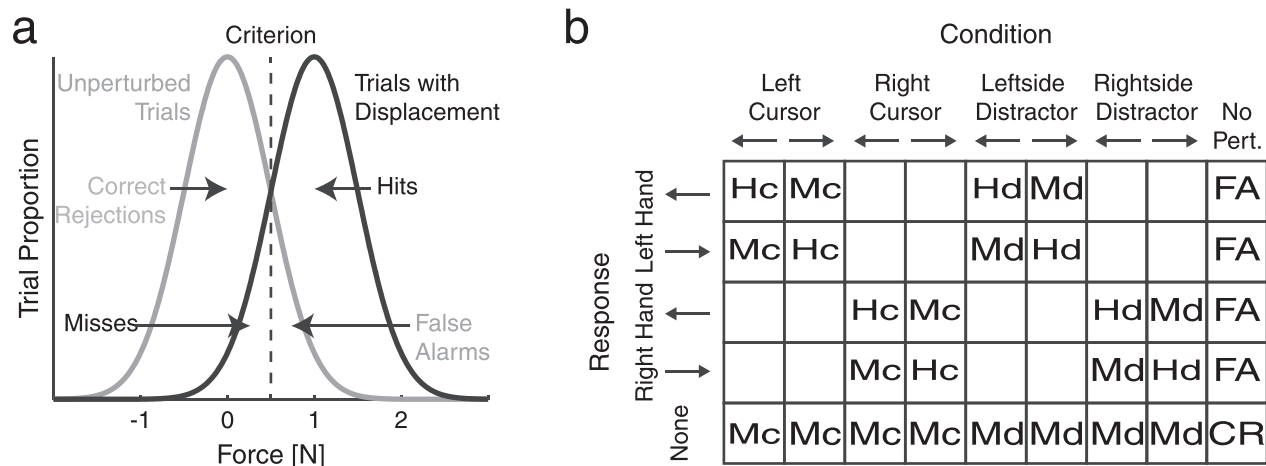 a
Criterion
Unperturbed
Trials
Trials with
Displacement
Correct
Rejections
Hits
Misses
False
Alarms
Trial Proportion
-1 0 1 2
Force [N]
b
Condition
Left
Cursor
Right
Cursor
Leftside
Distractor
Rightside
Distractor
No
Pert.
Response
Left Hand
Right Hand
None
Hc Mc Hd Md FA
Mc Hc Md Hd FA
Hc Mc Hd Md FA
Mc Hc Md Hd FA
Mc Mc Mc Mc Md Md Md Md CR